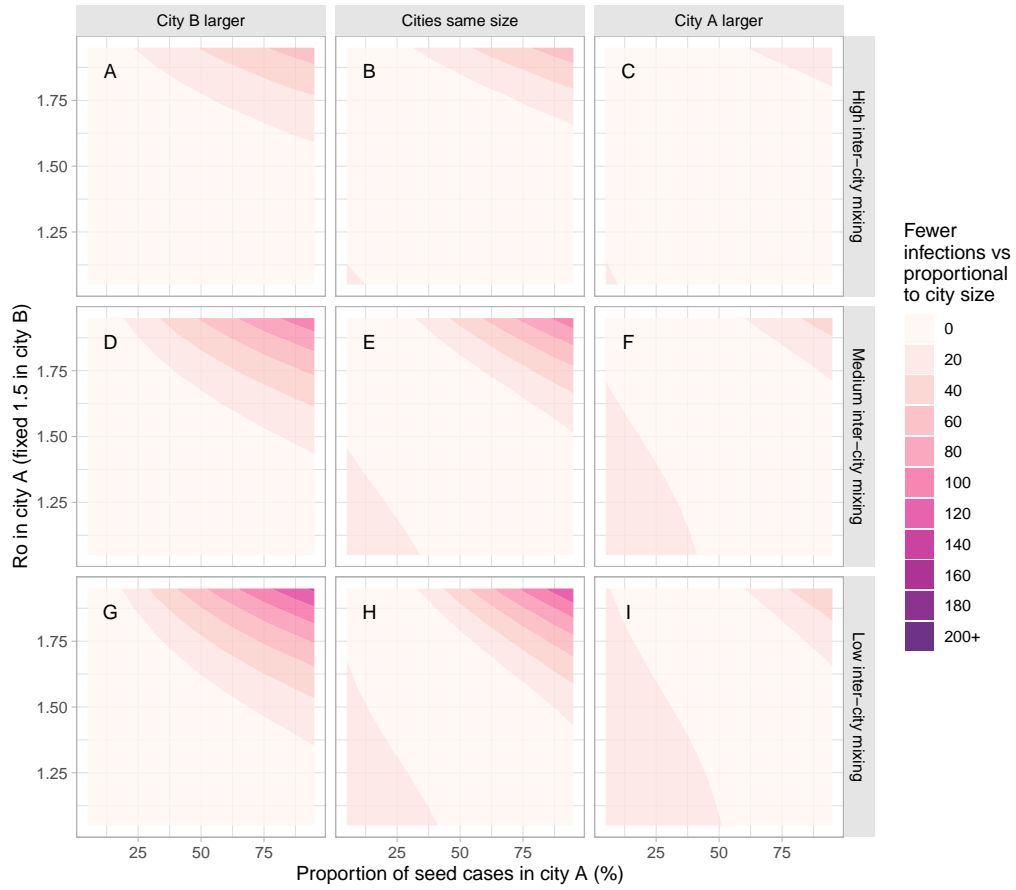 City B larger
Cities same size
City A larger
A
B
C
High inter−city mixing
1.75
1.50
1.25
D
E
F
Medium inter−city mixing
1.75
1.50
1.25
G
H
I
Low inter−city mixing
1.75
1.50
1.25
25 50 75
25 50 75
25 50 75
Ro in city A (fixed 1.5 in city B)
Proportion of seed cases in city A (%)
Fewer
infections vs
proportional
to city size
0
20
40
60
80
100
120
140
160
180
200+